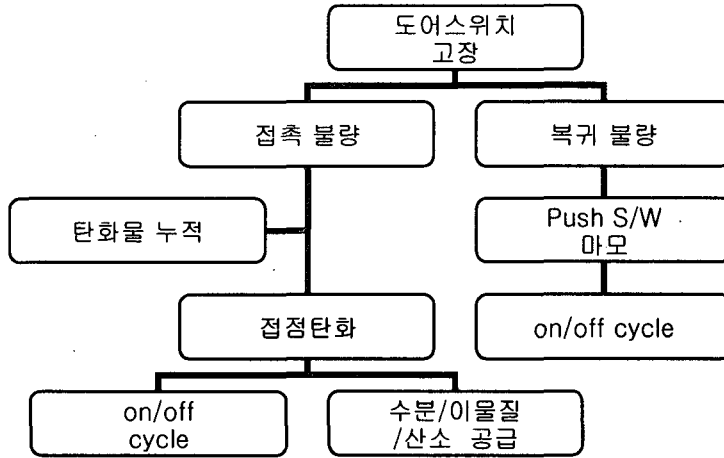 도어스위치
고장
접촉 불량
복귀 불량
탄화물 누적
Push S/W
마모
접점탄화
on/off cycle
on/off
cycle
수분/이물질
/산소 공급